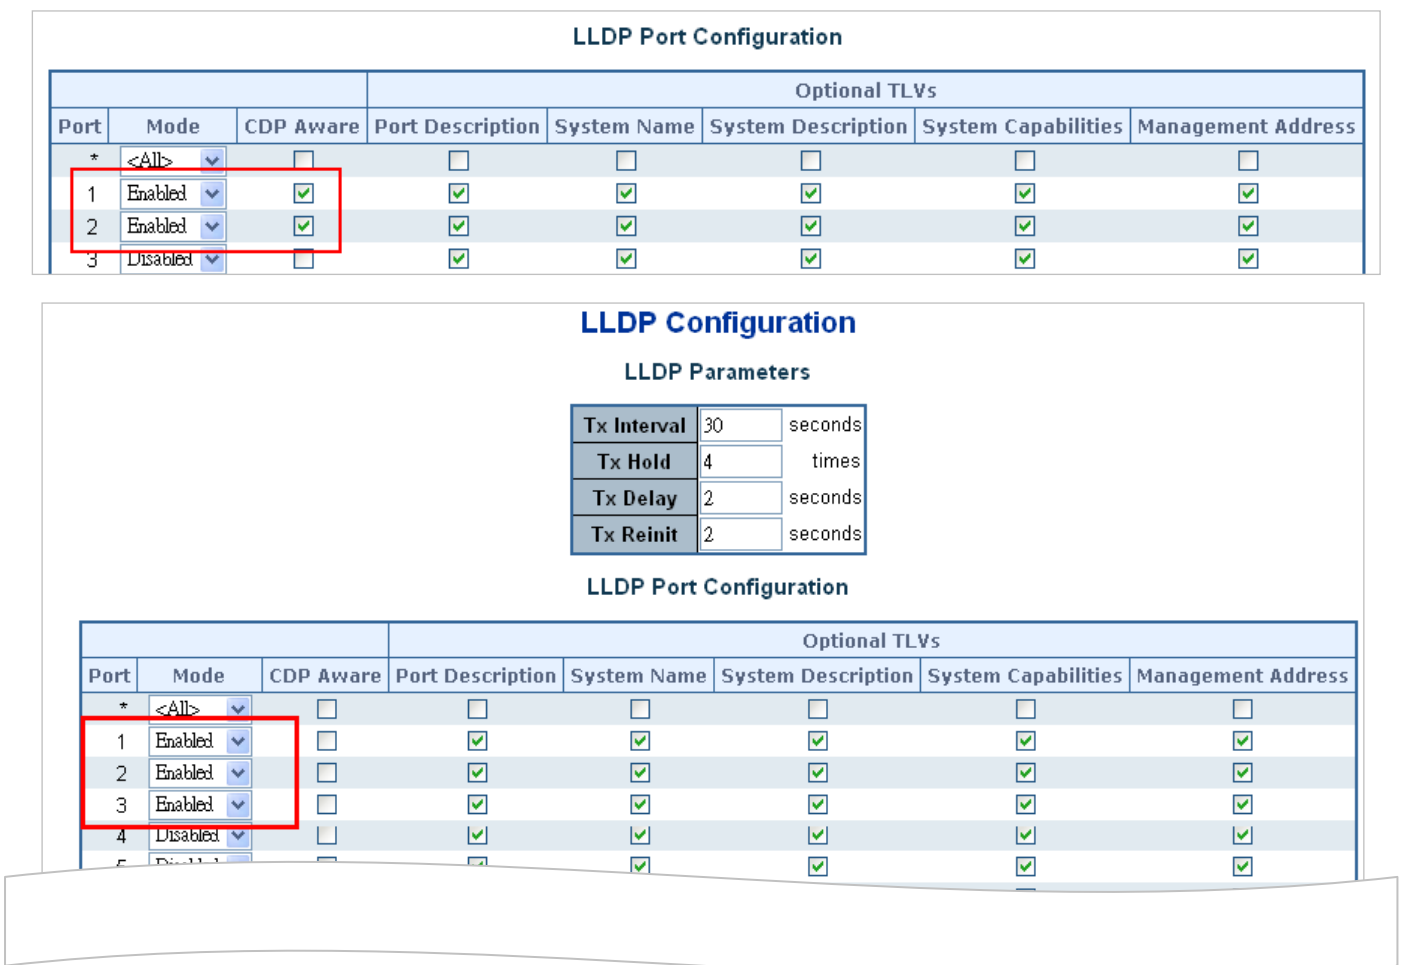 LLDP Port Configuration
Optional TLVs
Port Mode CDP Aware Port Description System Name System Description System Capabilities Management Address
* <All>
1 Enabled
2 Enabled
3 Disabled
LLDP Configuration
LLDP Parameters
Tx Interval 30 seconds
Tx Hold 4 times
Tx Delay 2 seconds
Tx Reinit 2 seconds
LLDP Port Configuration
Optional TLVs
Port Mode CDP Aware Port Description System Name System Description System Capabilities Management Address
* <All>
1 Enabled
2 Enabled
3 Enabled
4 Disabled